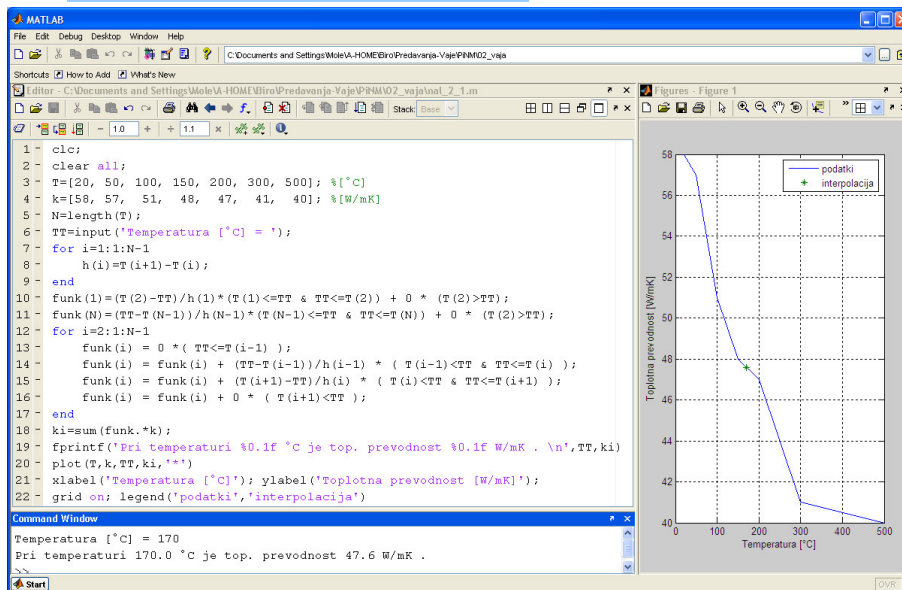 MATLAB
File Edit Debug Desktop Window Help
C:\Documents and Settings\Mole\A-HOME\Biro\Predavanja-Vaje\PiNM\02_vaja
Shortcuts How to Add What's New
Editor - C:\Documents and Settings\Mole\A-HOME\Biro\Predavanja-Vaje\PiNM\02_vaja\nal_2_1.m
Stack: Base
- 1.0 + ÷ 1.1 ×
1 - clc;
2 - clear all;
3 - T=[20, 50, 100, 150, 200, 300, 500]; %[°C]
4 - k=[58, 57, 51, 48, 47, 41, 40]; %[W/mK]
5 - N=length(T);
6 - TT=input('Temperatura [°C] = ');
7 - for i=1:1:N-1
8 - h(i)=T(i+1)-T(i);
9 - end
10 - funk(1)=(T(2)-TT)/h(1)*(T(1)<=TT & TT<=T(2)) + 0 * (T(2)>TT);
11 - funk(N)=(TT-T(N-1))/h(N-1)*(T(N-1)<=TT & TT<=T(N)) + 0 * (T(2)>TT);
12 - for i=2:1:N-1
13 - funk(i) = 0 *( TT<=T(i-1) );
14 - funk(i) = funk(i) + (TT-T(i-1))/h(i-1) * ( T(i-1)<TT & TT<=T(i) );
15 - funk(i) = funk(i) + (T(i+1)-TT)/h(i) * ( T(i)<TT & TT<=T(i+1) );
16 - funk(i) = funk(i) + 0 * ( T(i+1)<TT );
17 - end
18 - ki=sum(funk.*k);
19 - fprintf('Pri temperaturi %0.1f °C je top. prevodnost %0.1f W/mK . \n',TT,ki)
20 - plot(T,k,TT,ki,'*')
21 - xlabel('Temperatura [°C]'); ylabel('Toplotna prevodnost [W/mK]');
22 - grid on; legend('podatki','interpolacija')
Command Window
Temperatura [°C] = 170
Pri temperaturi 170.0 °C je top. prevodnost 47.6 W/mK .
>>
Figures - Figure 1
podatki
interpolacija
58
56
54
52
50
48
46
44
42
40
Toplotna prevodnost [W/mK]
0 100 200 300 400 500
Temperatura [°C]
Start
OVR